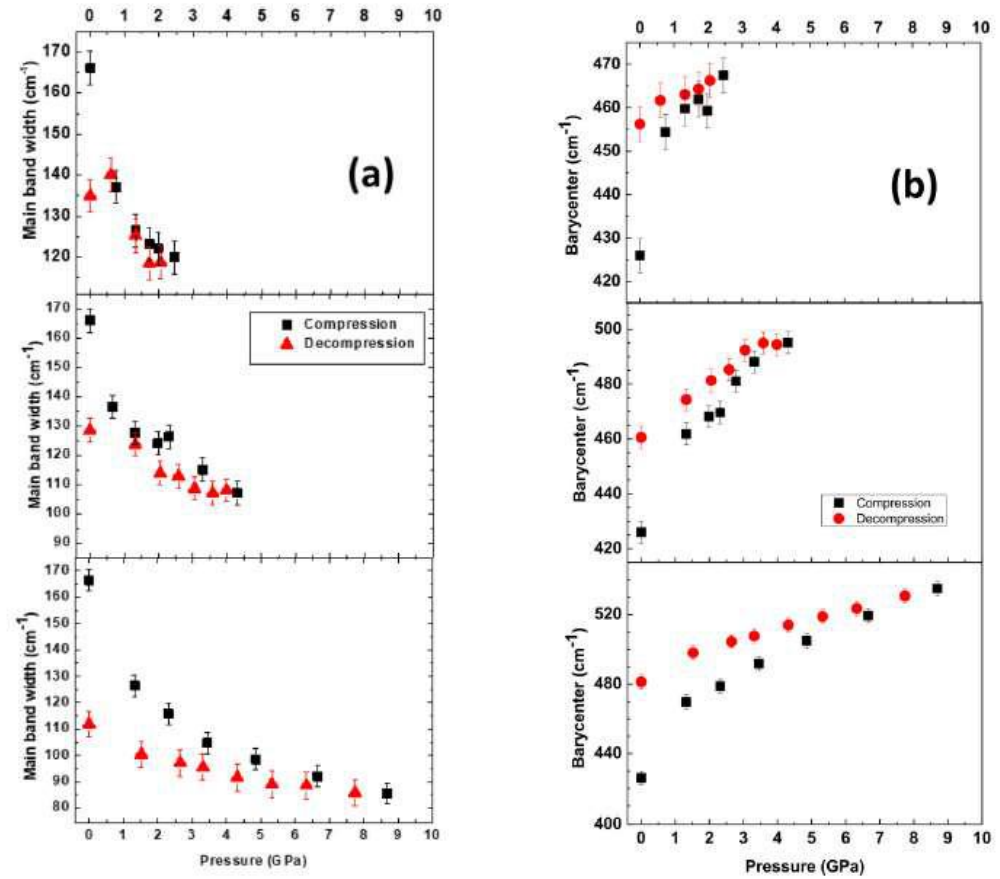 0 1 2 3 4 5 6 7 8 9 10
170
160
150
140
130
120
Main band width (cm⁻¹)
(a)
170
160
150
140
130
120
110
100
90
Main band width (cm⁻¹)
Compression
Decompression
170
160
150
140
130
120
110
100
90
80
Main band width (cm⁻¹)
0 1 2 3 4 5 6 7 8 9 10
Pressure (GPa)
0 1 2 3 4 5 6 7 8 9 10
470
460
450
440
430
420
Barycenter (cm⁻¹)
(b)
500
480
460
440
420
Barycenter (cm⁻¹)
Compression
Decompression
520
480
440
400
Barycenter (cm⁻¹)
0 1 2 3 4 5 6 7 8 9 10
Pressure (GPa)